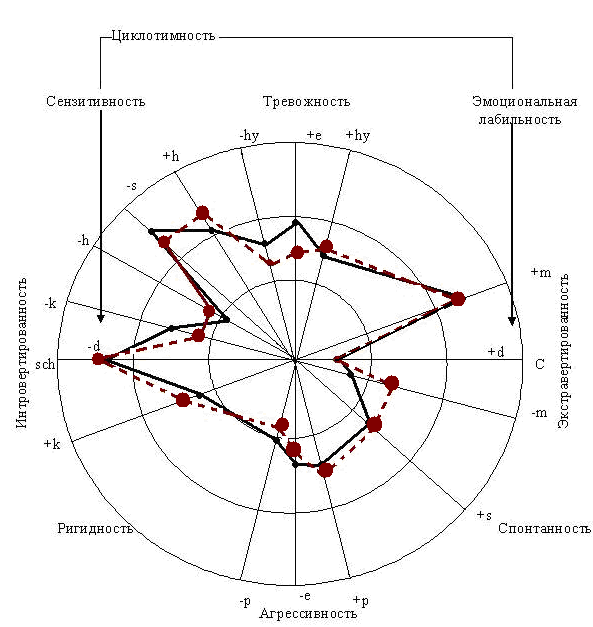 Циклотимность
Сензитивность
Тревожность
Эмоциональная
лабильность
-hy
+e
+hy
+h
-s
-h
-k
-d
sch
+k
+m
+d
C
-m
+s
-p
-e
+p
Интровертированность
Экстравертированность
Ригидность
Спонтанность
Агрессивность